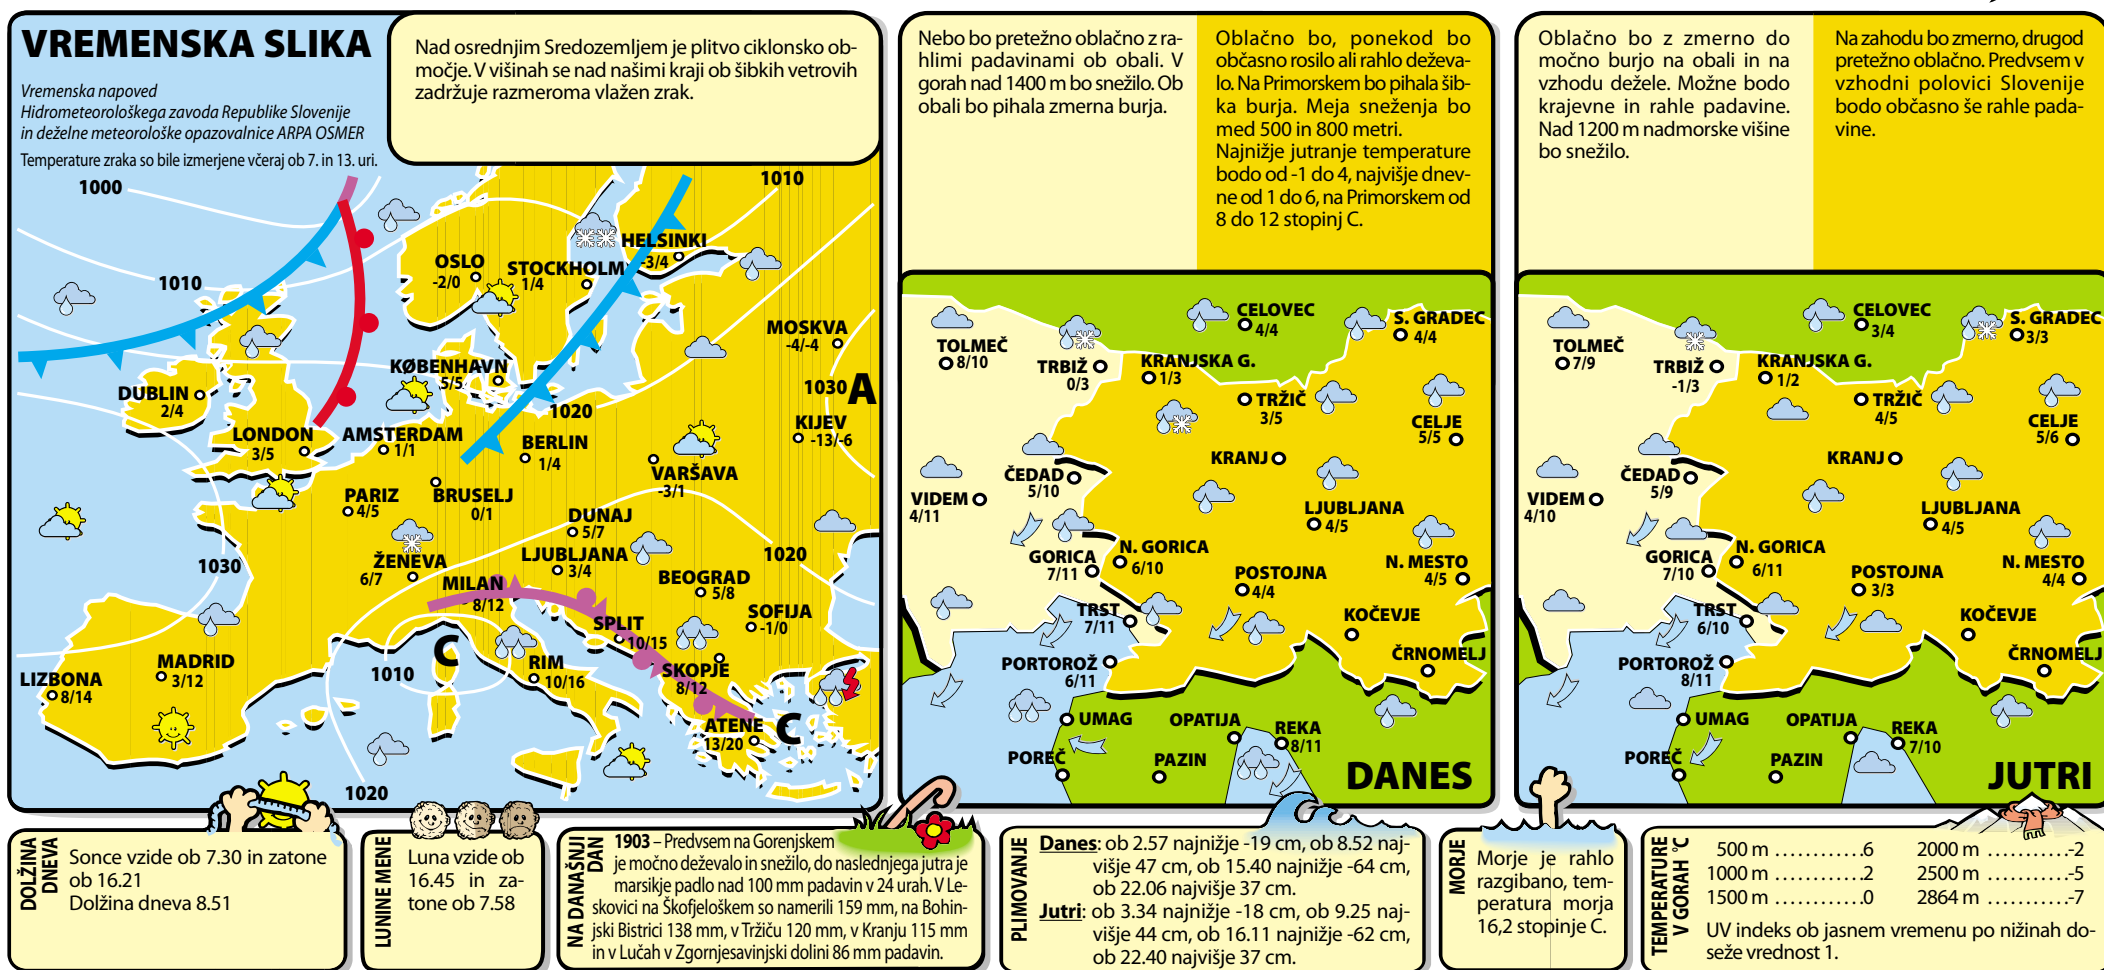 VREMENSKA SLIKA
Vremenska napoved
Hidrometeorološkega zavoda Republike Slovenije
in deželne meteorološke opazovalnice ARPA OSMER
Temperature zraka so bile izmerjene včeraj ob 7. in 13. uri.
Nad osrednjim Sredozemljem je plitvo ciklonsko ob-
močje. V višinah se nad našimi kraji ob šibkih vetrovih
zadržuje razmeroma vlažen zrak.
1000
1010
1010
HELSINKI
-3/4
OSLO
-2/0
STOCKHOLM
1/4
MOSKVA
-4/-4
KØBENHAVN
5/5
1030
A
DUBLIN
2/4
1020
KIJEV
-13/-6
LONDON
3/5
AMSTERDAM
1/1
BERLIN
1/4
VARŠAVA
-3/1
PARIZ
4/5
BRUSELJ
0/1
DUNAJ
5/7
1030
ŽENEVA
6/7
LJUBLJANA
3/4
1020
MILAN
8/12
BEOGRAD
5/8
SOFIJA
-1/0
SPLIT
10/15
C
1010
RIM
10/16
SKOPJE
8/12
MADRID
3/12
LIZBONA
8/14
ATENE
13/20
C
1020
Nebo bo pretežno oblačno z ra-
hlimi padavinami ob obali. V
gorah nad 1400 m bo snežilo. Ob
obali bo pihala zmerna burja.
Oblačno bo, ponekod bo
občasno rosilo ali rahlo deževa-
lo. Na Primorskem bo pihala šib-
ka burja. Meja sneženja bo
med 500 in 800 metri.
Najnižje jutranje temperature
bodo od -1 do 4, najvišje dnev-
ne od 1 do 6, na Primorskem od
8 do 12 stopinj C.
CELOVEC
4/4
S. GRADEC
4/4
TOLMEČ
8/10
TRBIŽ
0/3
KRANJSKA G.
1/3
TRŽIČ
3/5
CELJE
5/5
KRANJ
ČEDAD
5/10
VIDEM
4/11
LJUBLJANA
4/5
GORICA
7/11
N. GORICA
6/10
POSTOJNA
4/4
N. MESTO
4/5
TRST
7/11
KOČEVJE
PORTOROŽ
6/11
ČRNOMELJ
UMAG
OPATIJA
REKA
8/11
POREČ
PAZIN
DANES
Oblačno bo z zmerno do
močno burjo na obali in na
vzhodu dežele. Možne bodo
krajevne in rahle padavine.
Nad 1200 m nadmorske višine
bo snežilo.
Na zahodu bo zmerno, drugod
pretežno oblačno. Predvsem v
vzhodni polovici Slovenije
bodo občasno še rahle pada-
vine.
CELOVEC
3/4
S. GRADEC
3/3
TOLMEČ
7/9
TRBIŽ
-1/3
KRANJSKA G.
1/2
TRŽIČ
4/5
CELJE
5/6
KRANJ
ČEDAD
5/9
VIDEM
4/10
LJUBLJANA
4/5
GORICA
7/10
N. GORICA
6/11
POSTOJNA
3/3
N. MESTO
4/4
TRST
6/10
KOČEVJE
PORTOROŽ
8/11
ČRNOMELJ
UMAG
OPATIJA
REKA
7/10
POREČ
PAZIN
JUTRI
DOLŽINA
DNEVA
Sonce vzide ob 7.30 in zatone
ob 16.21
Dolžina dneva 8.51
LUNINE MENE
Luna vzide ob
16.45 in za-
tone ob 7.58
NA DANAŠNJI
DAN
1903 – Predvsem na Gorenjskem
je močno deževalo in snežilo, do naslednjega jutra je
marsikje padlo nad 100 mm padavin v 24 urah. V Le-
skovici na Škofjeloškem so namerili 159 mm, na Bohin-
jski Bistrici 138 mm, v Tržiču 120 mm, v Kranju 115 mm
in v Lučah v Zgornjesavinjski dolini 86 mm padavin.
PLIMOVANJE
Danes: ob 2.57 najnižje -19 cm, ob 8.52 naj-
višje 47 cm, ob 15.40 najnižje -64 cm,
ob 22.06 najvišje 37 cm.
Jutri: ob 3.34 najnižje -18 cm, ob 9.25 naj-
višje 44 cm, ob 16.11 najnižje -62 cm,
ob 22.40 najvišje 37 cm.
MORJE
Morje je rahlo
razgibano, tem-
peratura morja
16,2 stopinje C.
TEMPERATURE °C
V GORAH
500 m ............6
1000 m ...........2
1500 m ...........0
2000 m ...........-2
2500 m ...........-5
2864 m ...........-7
UV indeks ob jasnem vremenu po nižinah do-
seže vrednost 1.